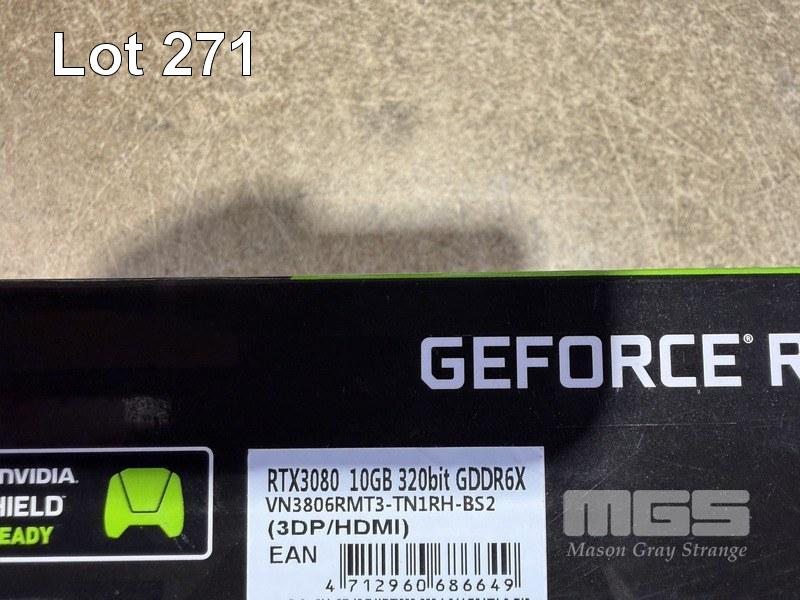 Lot 271
GEFORCE® R
NVIDIA.
HIELD
EADY
RTX3080 10GB 320bit GDDR6X
VN3806RMT3-TN1RH-BS2
(3DP/HDMI)
EAN
4 712960 686649
MGS
Mason Gray Strange